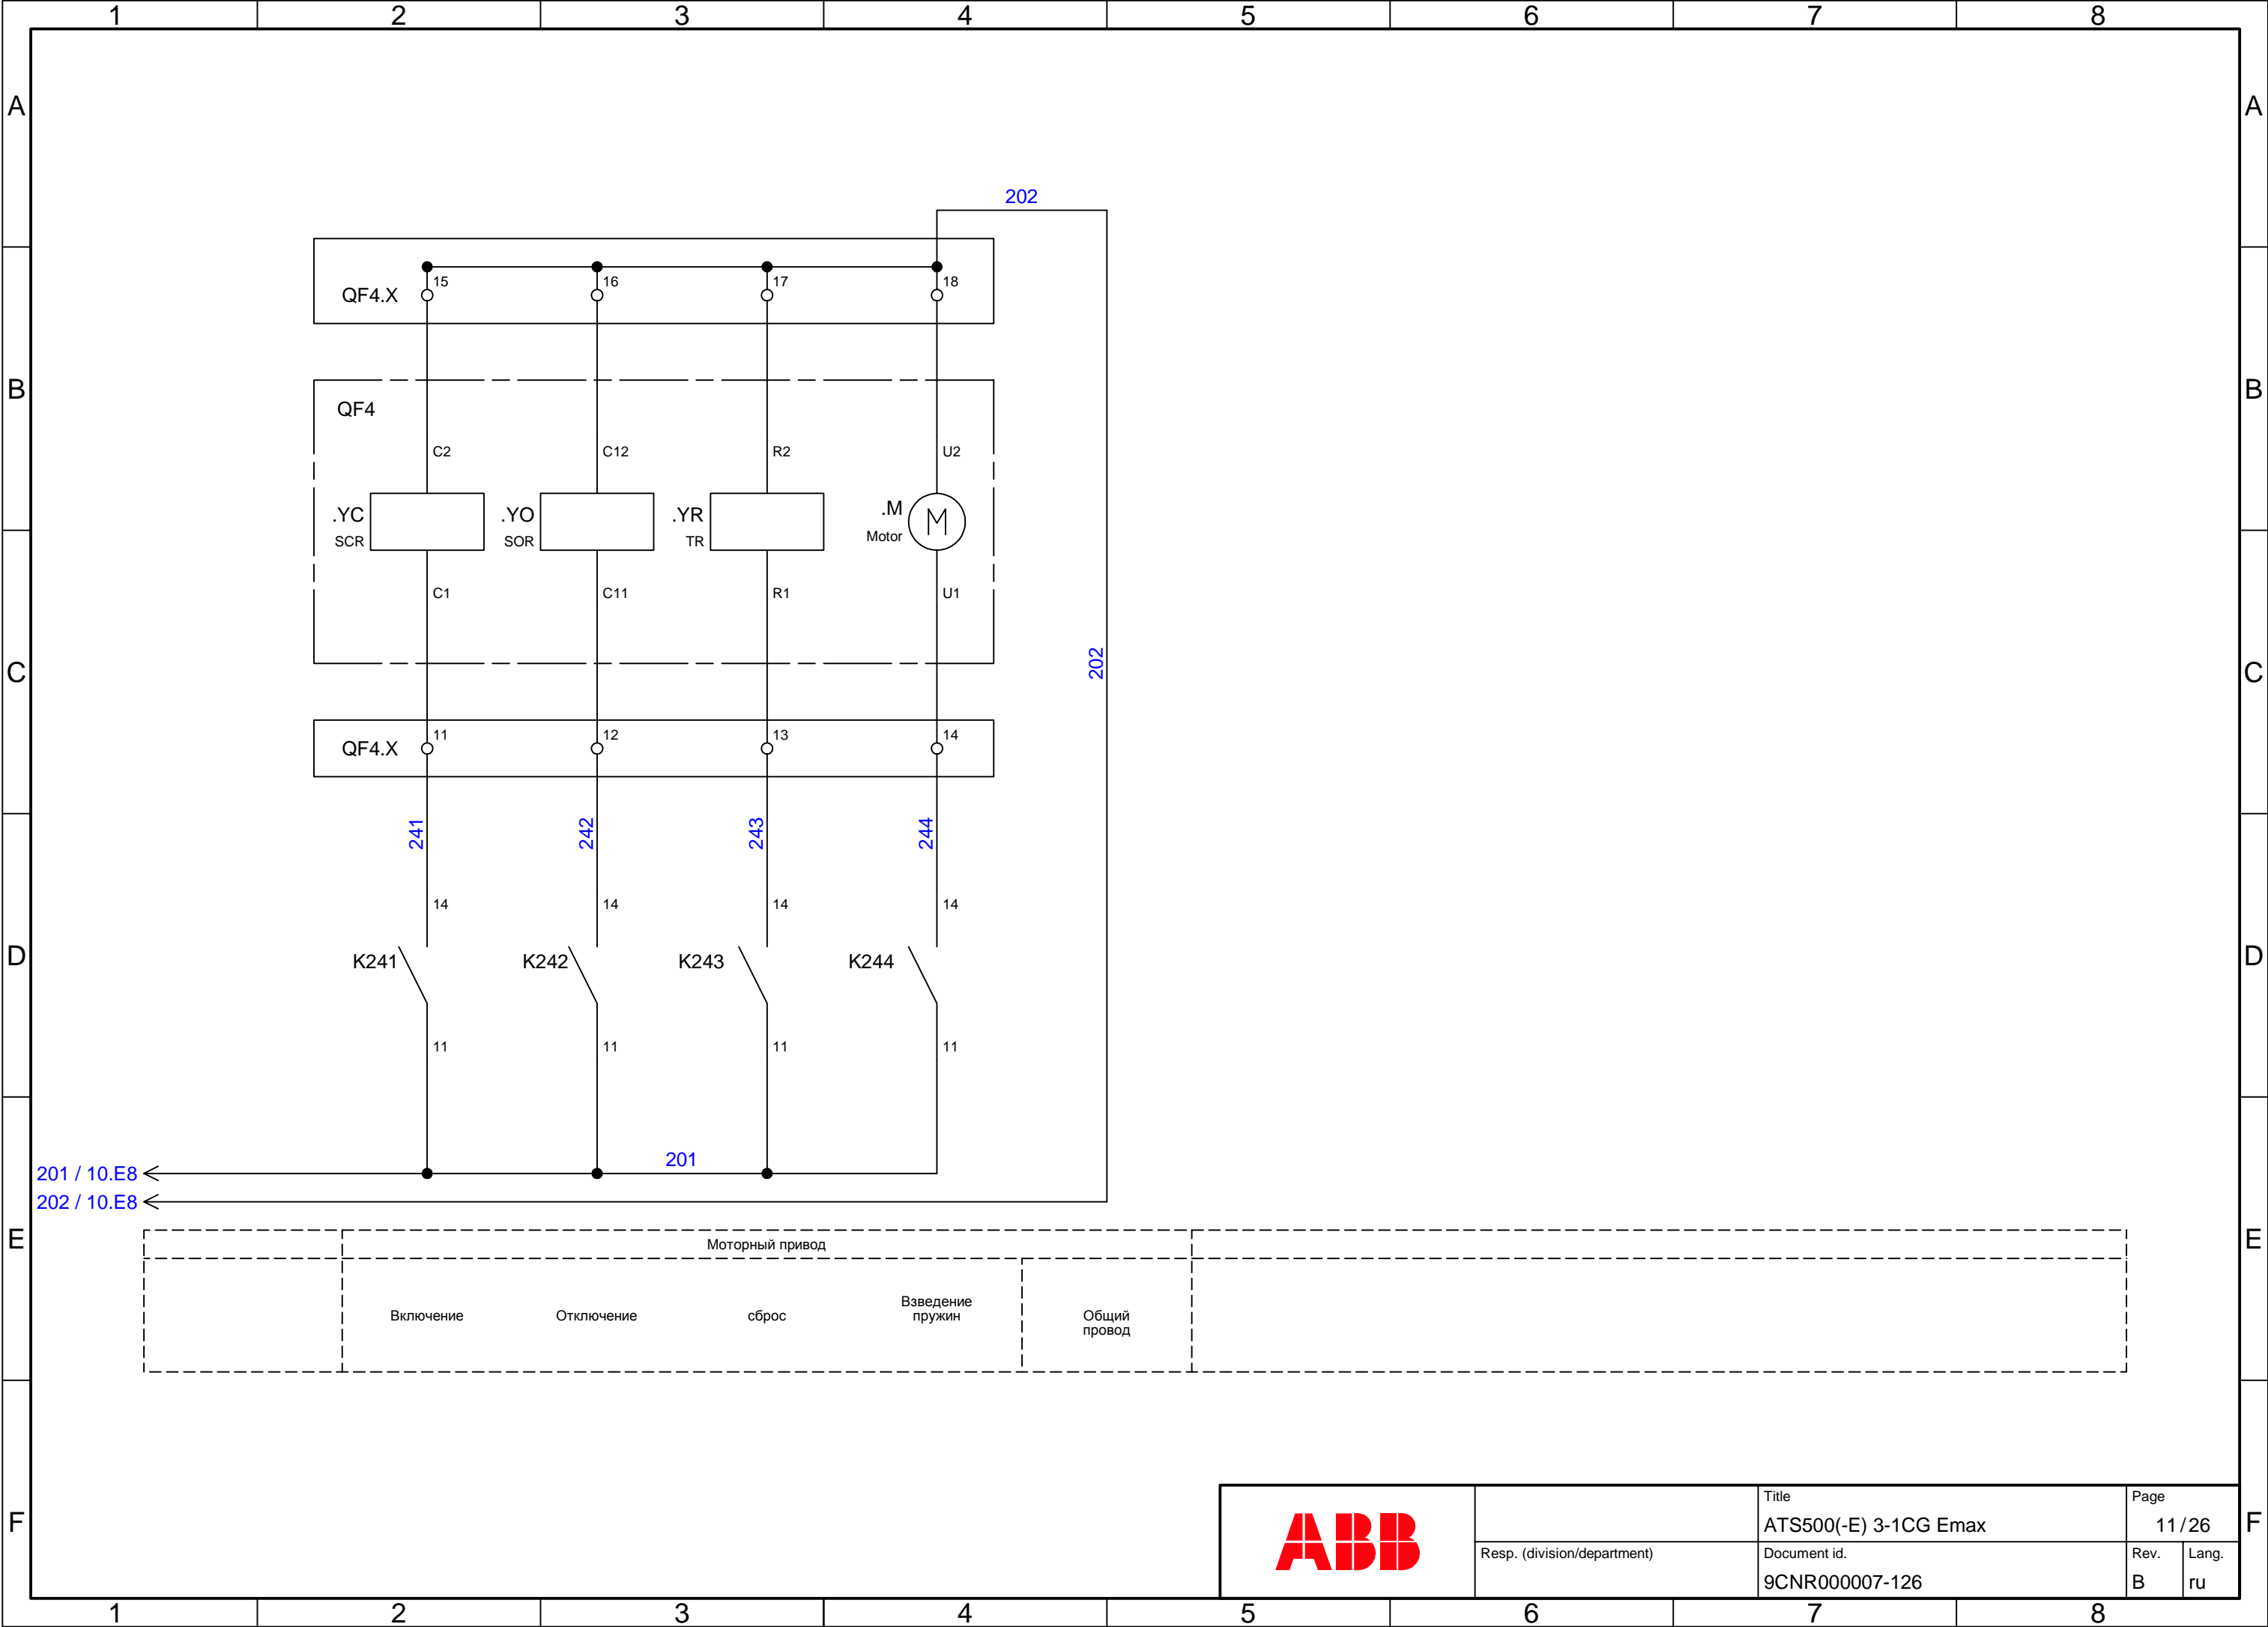 1 2 3 4 5 6 7 8
A A
202
15 16 17 18
QF4.X
B B
QF4
C2 C12 R2 U2
.YC .YO .YR .M M
SCR SOR TR Motor
C1 C11 R1 U1
202
C C
11 12 13 14
QF4.X
241 242 243 244
14 14 14 14
D D
K241 K242 K243 K244
11 11 11 11
201
201 / 10.E8
202 / 10.E8
E E
Моторный привод
Включение Отключение сброс Взведение
пружин Общий
провод
ABB
Title
ATS500(-E) 3-1CG Emax
Page
11 / 26
F F
Resp. (division/department)
Document id.
9CNR000007-126
Rev.
B
Lang.
ru
1 2 3 4 5 6 7 8